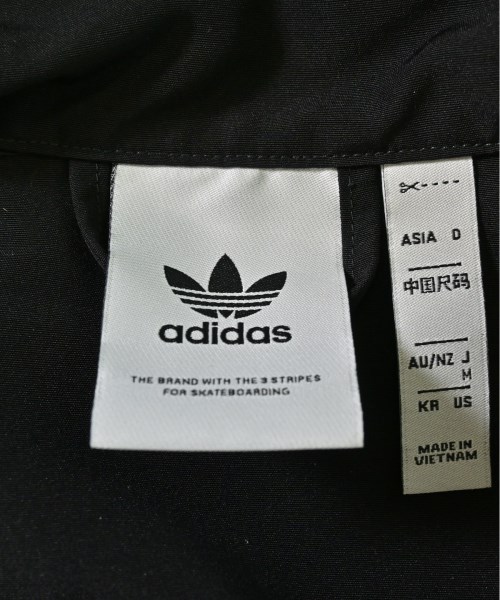 adidas
THE BRAND WITH THE 3 STRIPES
FOR SKATEBOARDING
ASIA D
中国尺码
AU/NZ J
M
KR US
MADE IN
VIETNAM